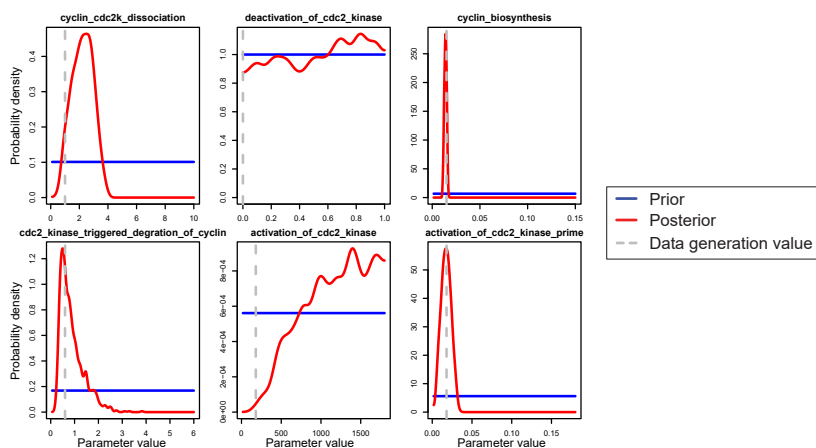 cyclin_cdc2k_dissociation
deactivation_of_cdc2_kinase
cyclin_biosynthesis
Probability density
0.0 0.1 0.2 0.3 0.4
0 2 4 6 8 10
0.0 0.2 0.4 0.6 0.8 1.0
0.0 0.2 0.4 0.6 0.8 1.0
0 50 100 150 200 250
0.00 0.05 0.10 0.15
Prior
Posterior
Data generation value
cdc2_kinase_triggered_degration_of_cyclin
activation_of_cdc2_kinase
activation_of_cdc2_kinase_prime
Probability density
0.0 0.2 0.4 0.6 0.8 1.0 1.2
0 1 2 3 4 5 6
Parameter value
0e+00 2e-04 4e-04 6e-04 8e-04
0 500 1000 1500
Parameter value
0 10 20 30 40 50
0.00 0.05 0.10 0.15
Parameter value